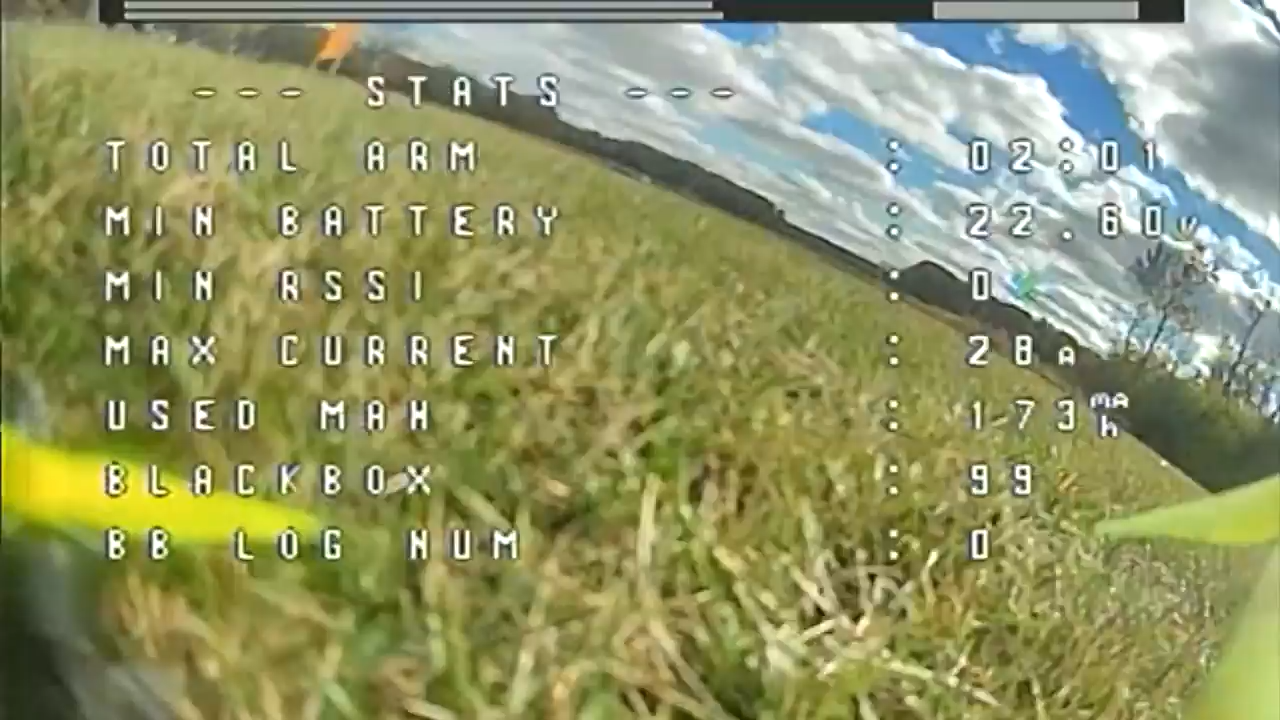 --- STATS ---
TOTAL ARM : 02:01
MIN BATTERY : 22.60V
MIN RSSI : 0
MAX CURRENT : 28A
USED MAH : 173mAh
BLACKBOX : 99
BB LOG NUM : 0